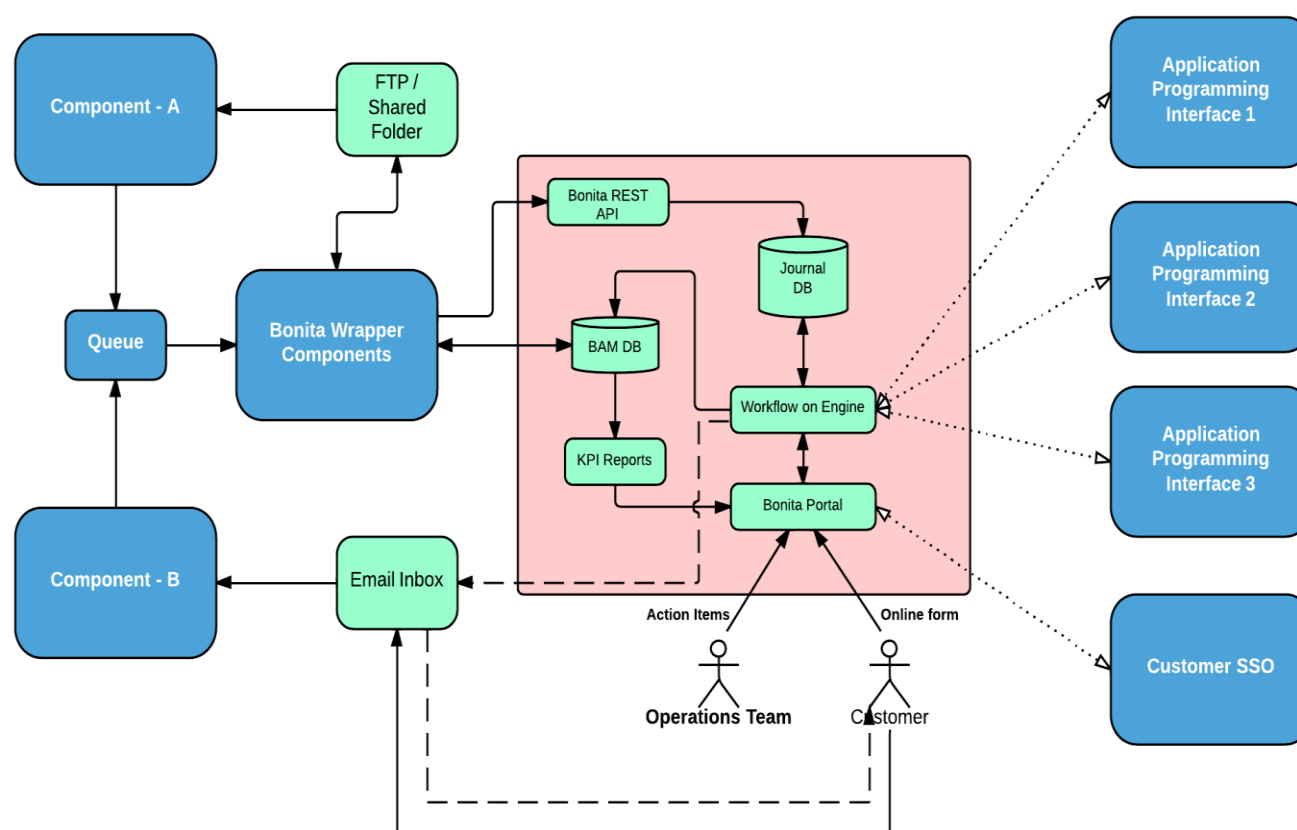 Component - A
FTP /
Shared
Folder
Application
Programming
Interface 1
Bonita REST
API
Journal
DB
Application
Programming
Interface 2
Queue
Bonita Wrapper
Components
BAM DB
Workflow on Engine
Application
Programming
Interface 3
KPI Reports
Bonita Portal
Component - B
Email Inbox
Action Items
Online form
Customer SSO
Operations Team
Customer